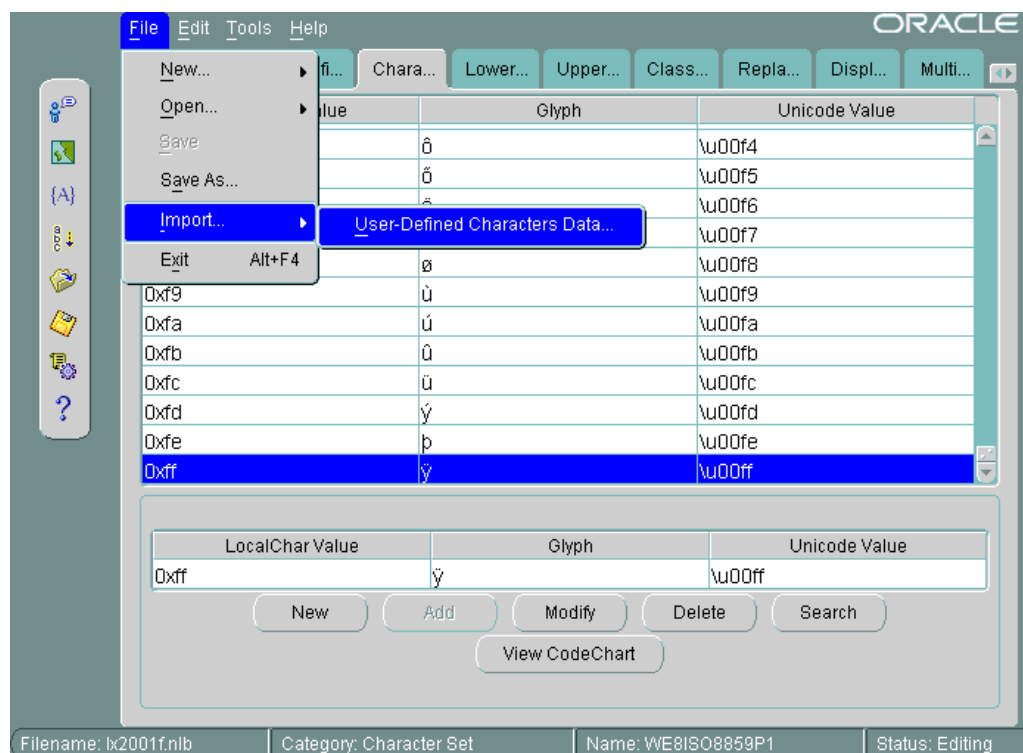 File Edit Tools Help ORACLE
New... fi... Chara... Lower... Upper... Class... Repla... Displ... Multi...
Open... Glyph Unicode Value
Save ô \u00f4
Save As... õ \u00f5
\u00f6
Import... User-Defined Characters Data... \u00f7
Exit Alt+F4 ø \u00f8
0xf9 ù \u00f9
0xfa ú \u00fa
0xfb û \u00fb
0xfc ü \u00fc
0xfd ý \u00fd
0xfe þ \u00fe
0xff ÿ \u00ff
LocalChar Value Glyph Unicode Value
0xff ÿ \u00ff
New Add Modify Delete Search
View CodeChart
Filename: lx2001f.nlb Category: Character Set Name: WE8ISO8859P1 Status: Editing